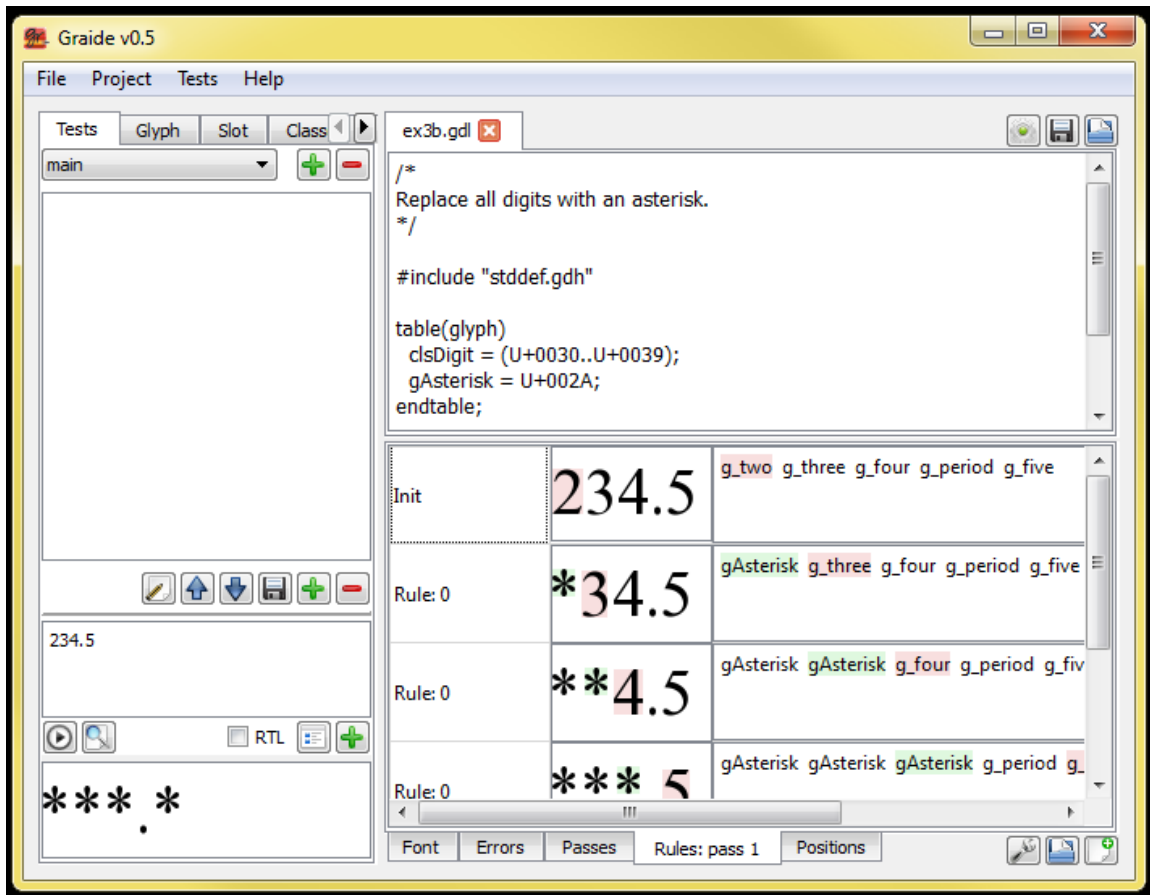 Graide v0.5
File Project Tests Help
Tests Glyph Slot Class
main
234.5
RTL
***.*
ex3b.gdl
/*
Replace all digits with an asterisk.
*/
#include "stddef.gdh"
table(glyph)
clsDigit = (U+0030..U+0039);
gAsterisk = U+002A;
endtable;
Init 234.5 g_two g_three g_four g_period g_five
Rule: 0 *34.5 gAsterisk g_three g_four g_period g_five
Rule: 0 **4.5 gAsterisk gAsterisk g_four g_period g_fiv
Rule: 0 *** 5 gAsterisk gAsterisk gAsterisk g_period g_
Font Errors Passes Rules: pass 1 Positions